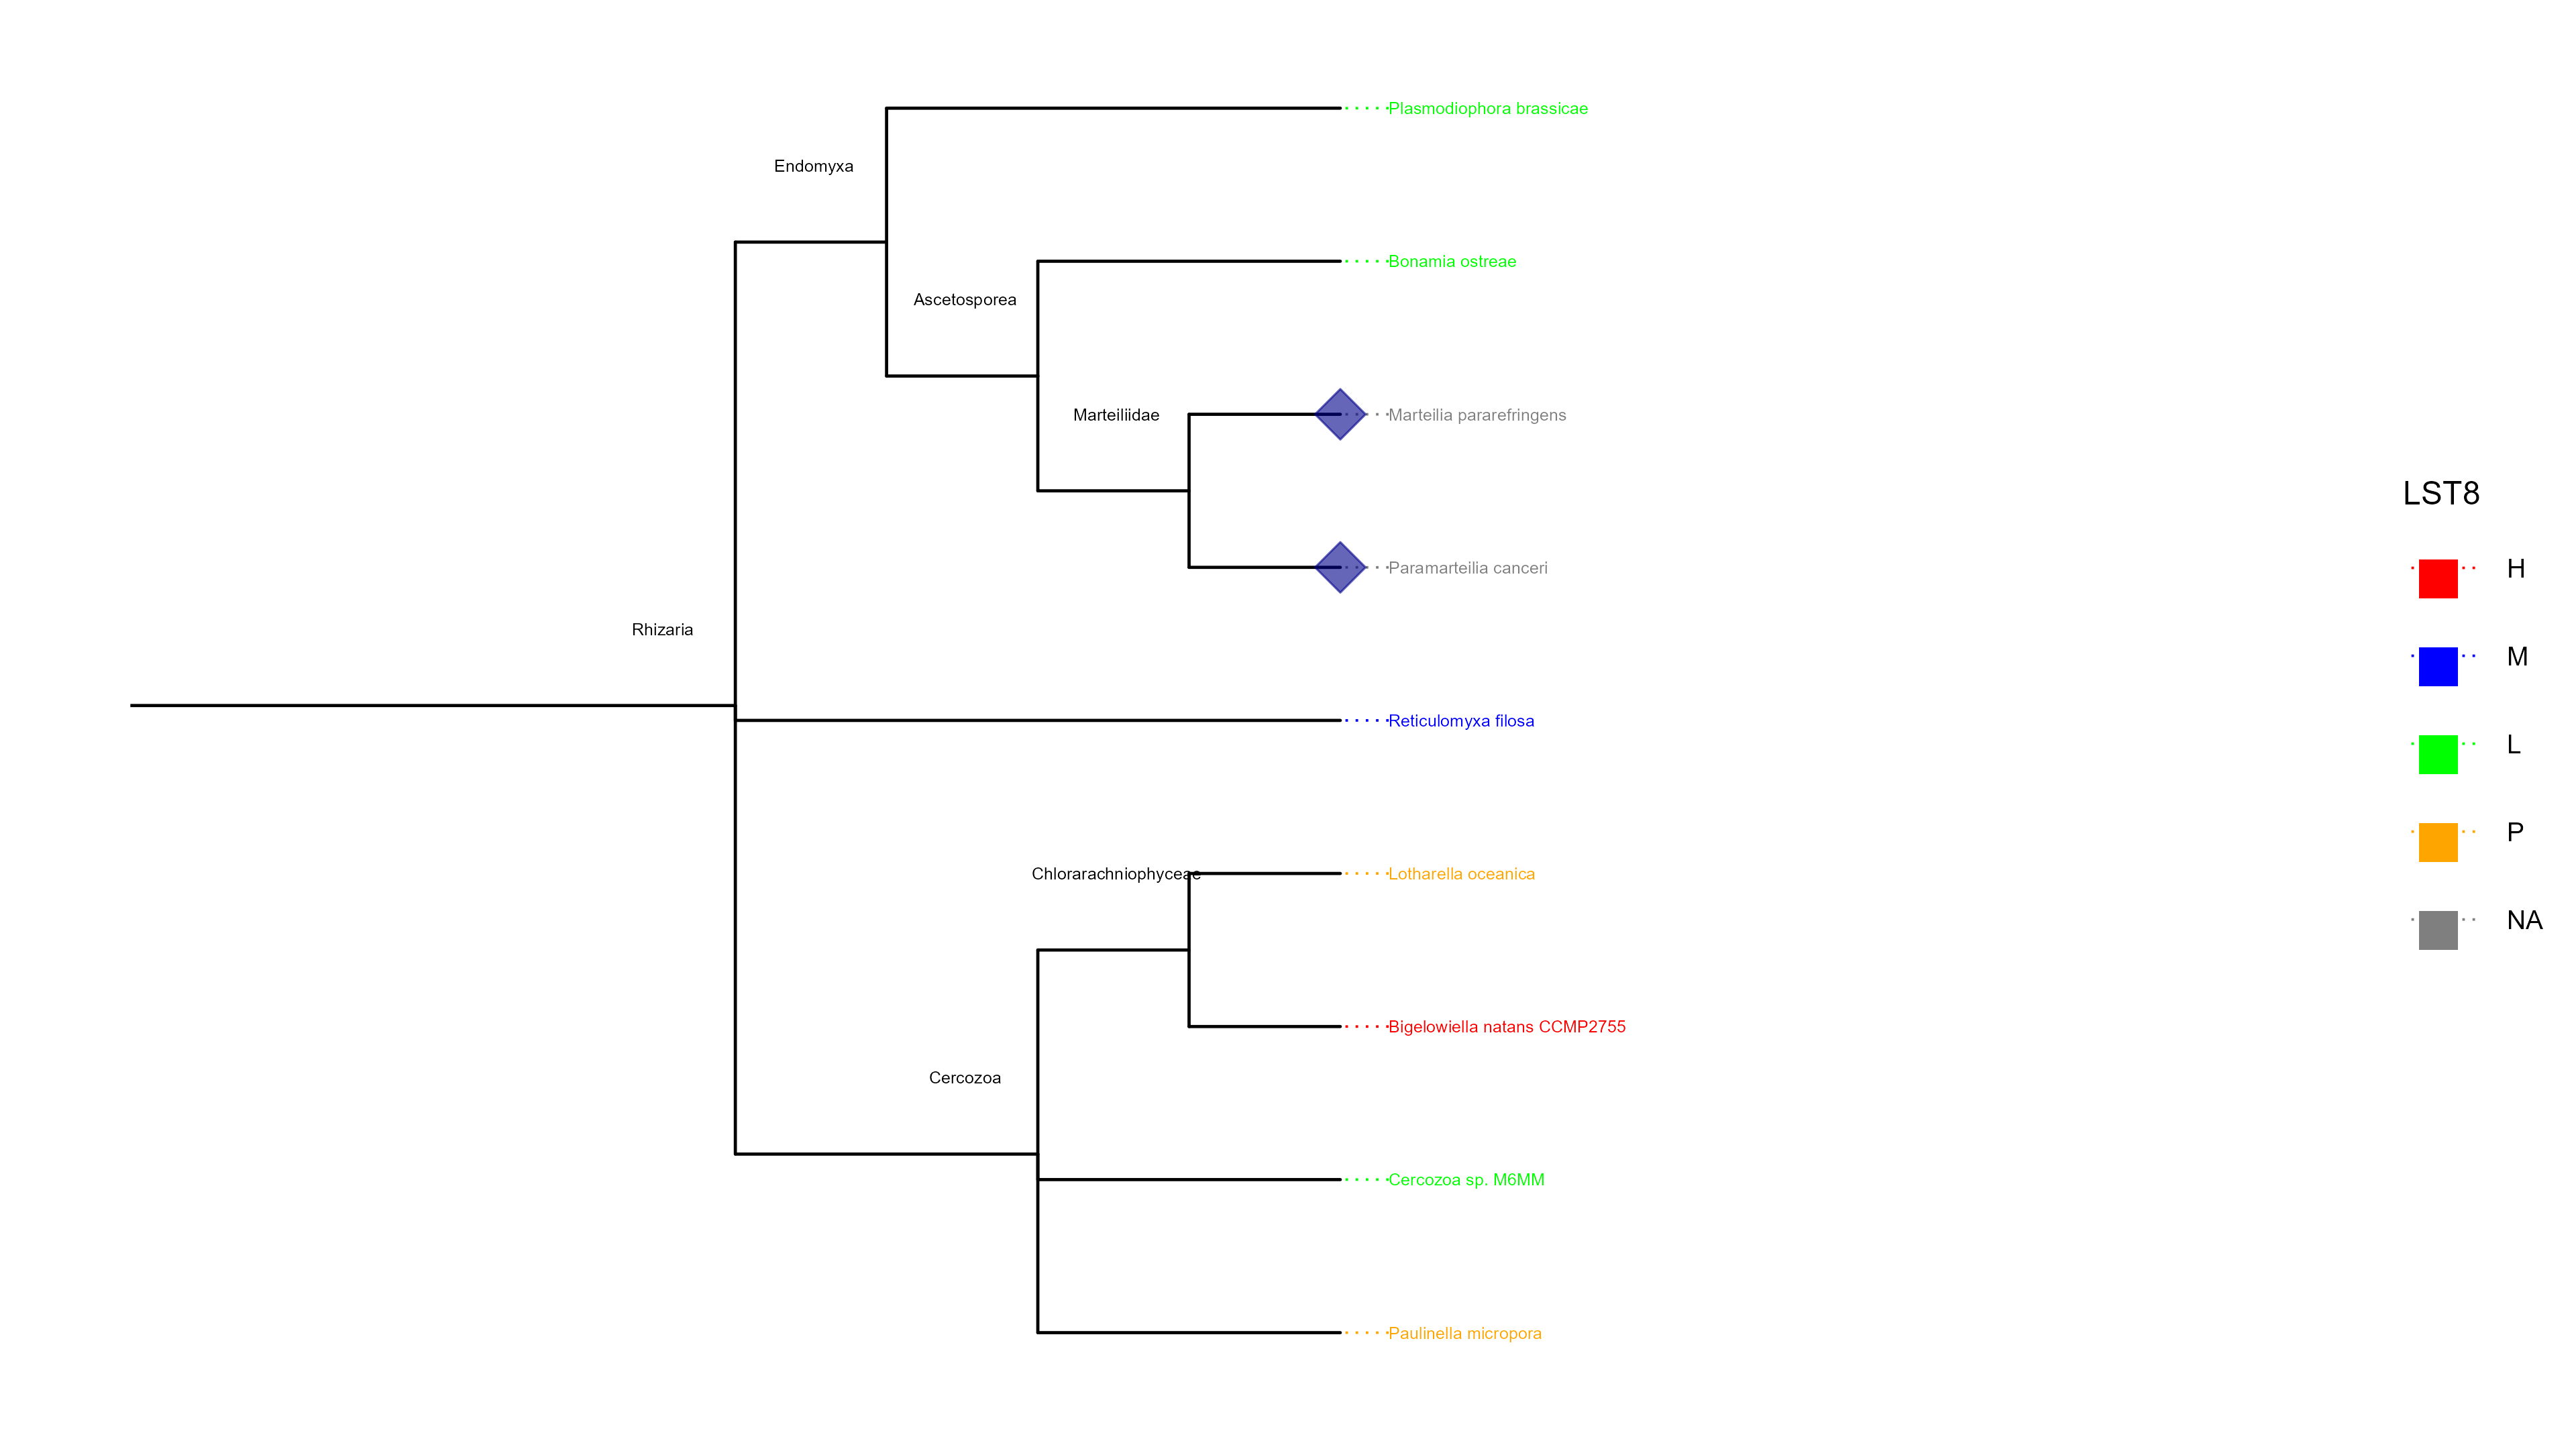 Plasmodiophora brassicae
Endomyxa
Bonamia ostreae
Ascetosporea
Marteiliidae
Marteilia pararefringens
Paramarteilia canceri
Rhizaria
Reticulomyxa filosa
Chlorarachniophyceae
Lotharella oceanica
Bigelowiella natans CCMP2755
Cercozoa
Cercozoa sp. M6MM
Paulinella micropora
LST8
H
M
L
P
NA